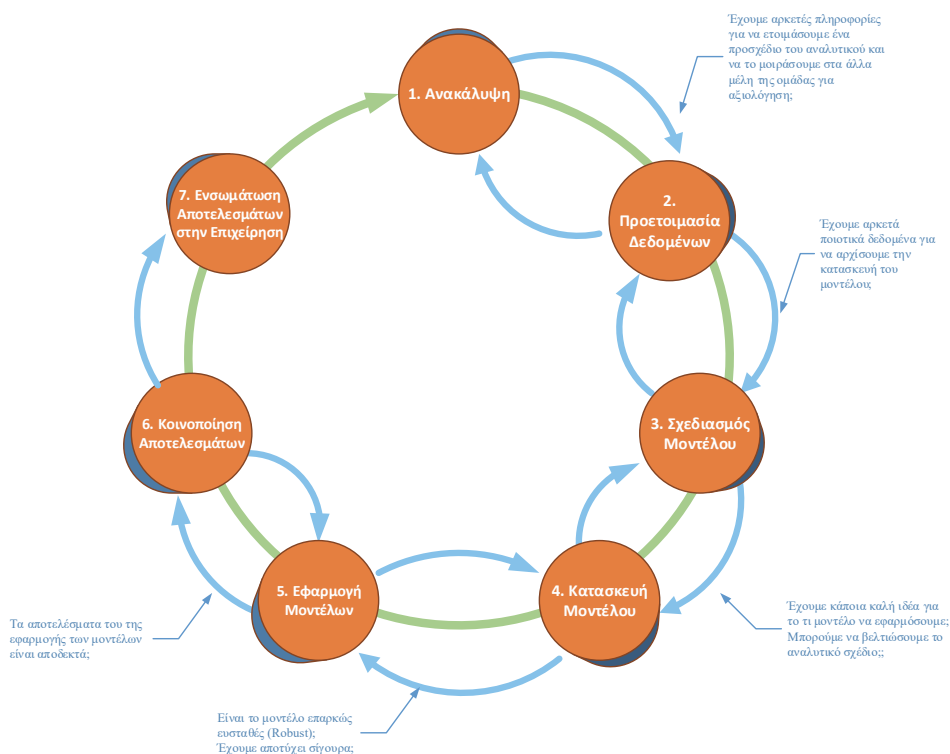 Έχουμε αρκετές πληροφορίες
για να ετοιμάσουμε ένα
προσχέδιο του αναλυτικού και
να το μοιράσουμε στα άλλα
μέλη της ομάδας για
αξιολόγηση;
1. Ανακάλυψη
2.
Προετοιμασία
Δεδομένων
Έχουμε αρκετά
ποιοτικά δεδομένα για
να αρχίσουμε την
κατασκευή του
μοντέλου;
3. Σχεδιασμός
Μοντέλου
Έχουμε κάποια καλή ιδέα για
το τι μοντέλο να εφαρμόσουμε;
Μπορούμε να βελτιώσουμε το
αναλυτικό σχέδιο;;
4. Κατασκευή
Μοντέλου
Είναι το μοντέλο επαρκώς
ευσταθές (Robust);
Έχουμε αποτύχει σίγουρα;
5. Εφαρμογή
Μοντέλων
Τα αποτελέσματα του της
εφαρμογής των μοντέλων
είναι αποδεκτά;
6. Κοινοποίηση
Αποτελεσμάτων
7. Ενσωμάτωση
Αποτελεσμάτων
στην Επιχείρηση